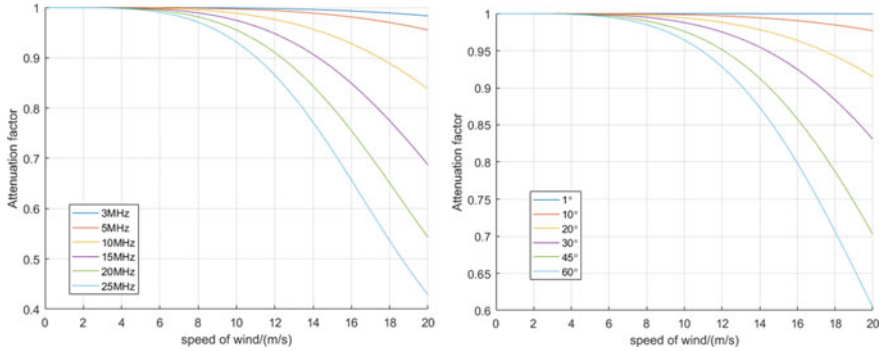 1
0.9
0.8
0.7
0.6
0.5
0.4
Attenuation factor
3MHz
5MHz
10MHz
15MHz
20MHz
25MHz
0 2 4 6 8 10 12 14 16 18 20
speed of wind/(m/s)
1
0.95
0.9
0.85
0.8
0.75
0.7
0.65
0.6
Attenuation factor
1°
10°
20°
30°
45°
60°
0 2 4 6 8 10 12 14 16 18 20
speed of wind/(m/s)